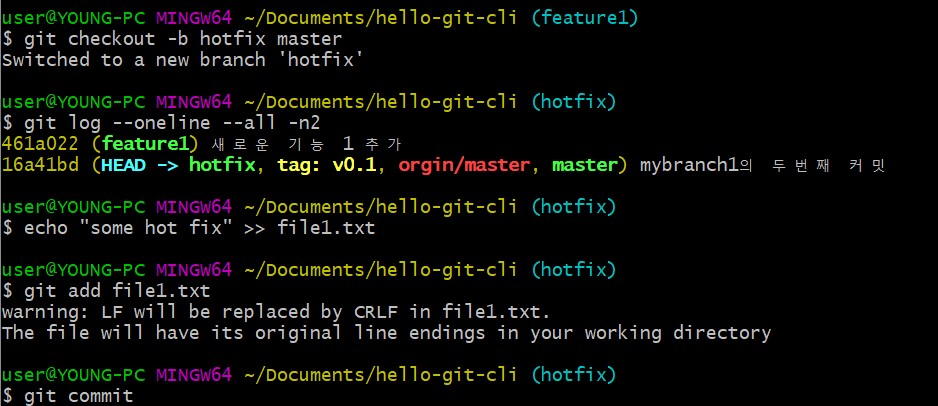 user@YOUNG-PC MINGW64 ~/Documents/hello-git-cli (feature1)
$ git checkout -b hotfix master
Switched to a new branch 'hotfix'
user@YOUNG-PC MINGW64 ~/Documents/hello-git-cli (hotfix)
$ git log --oneline --all -n2
461a022 (feature1) 새로운 기능 1 추가
16a41bd (HEAD -> hotfix, tag: v0.1, orgin/master, master) mybranch1의 두번째 커밋
user@YOUNG-PC MINGW64 ~/Documents/hello-git-cli (hotfix)
$ echo "some hot fix" >> file1.txt
user@YOUNG-PC MINGW64 ~/Documents/hello-git-cli (hotfix)
$ git add file1.txt
warning: LF will be replaced by CRLF in file1.txt.
The file will have its original line endings in your working directory
user@YOUNG-PC MINGW64 ~/Documents/hello-git-cli (hotfix)
$ git commit